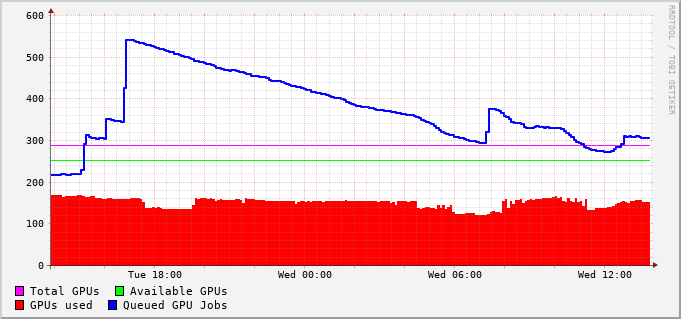 600
500
400
300
200
100
0
Tue 18:00 Wed 00:00 Wed 06:00 Wed 12:00
Total GPUs Available GPUs
GPUs used Queued GPU Jobs
RRDTOOL / TOBI OETIKER